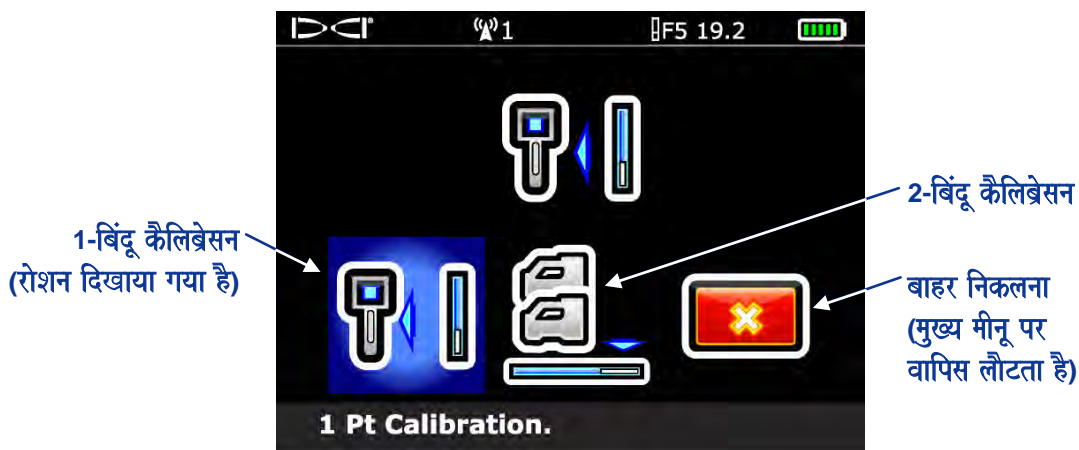 DCI®
1
F5 19.2
2-बिंदू कैलिब्रेसन
1-बिंदू कैलिब्रेसन
(रोशन दिखाया गया है)
बाहर निकलना
(मुख्य मीनू पर
वापिस लौटता है)
1 Pt Calibration.